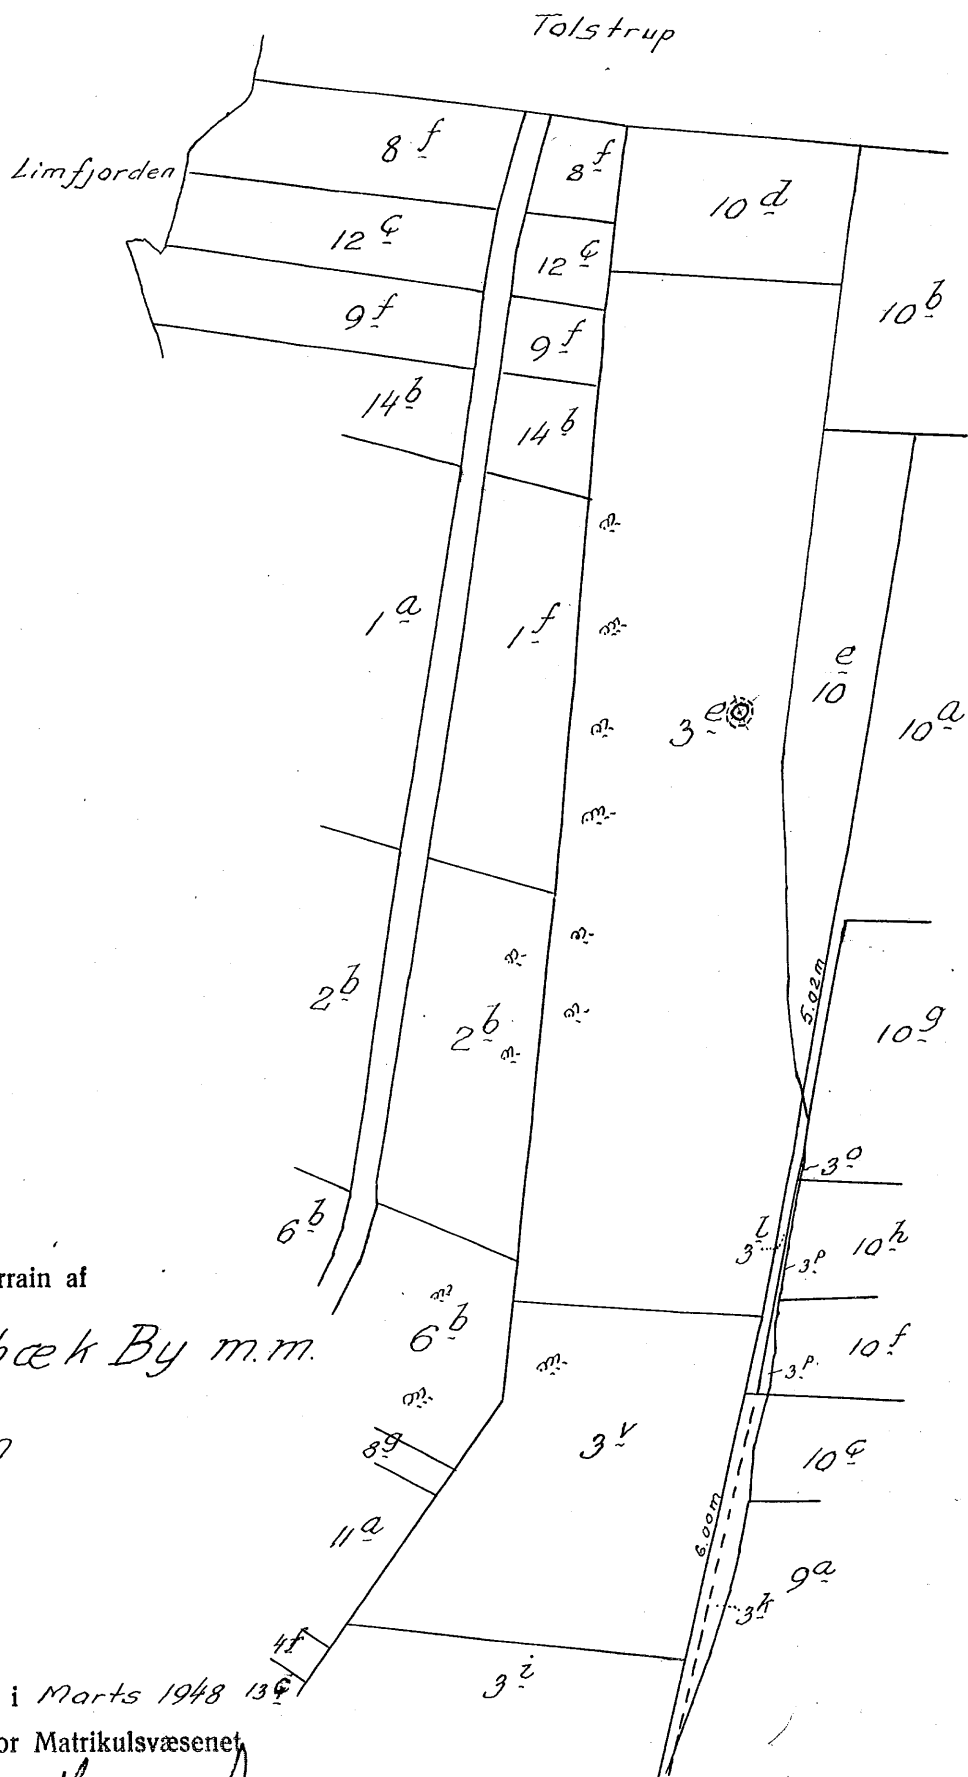 Tolstrup
8 f
8 f
Limfjorden
10 d
12 c
12 c
10 b
9 f
9 f
14 b
14 b
1 a
1 f
e
10
3 e
10 a
2 b
5.02 m
10 g
2 b
3 o
6 b
3 l
10 h
3 p
rrain af
6 b
bæk By m.m.
10 f
3 p
3 v
8 g
10 c
11 a
6.00 m
9 a
3 k
4 f
3 i
i Marts 1948
13 c
or Matrikulsvæsenet